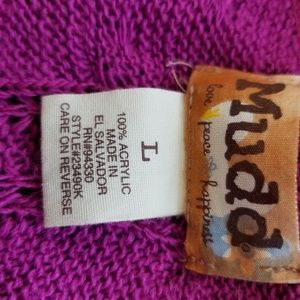 Mudd
love peace happiness
L
100% ACRYLIC
MADE IN
EL SALVADOR
RN#94330
STYLE#23490K
CARE ON REVERSE